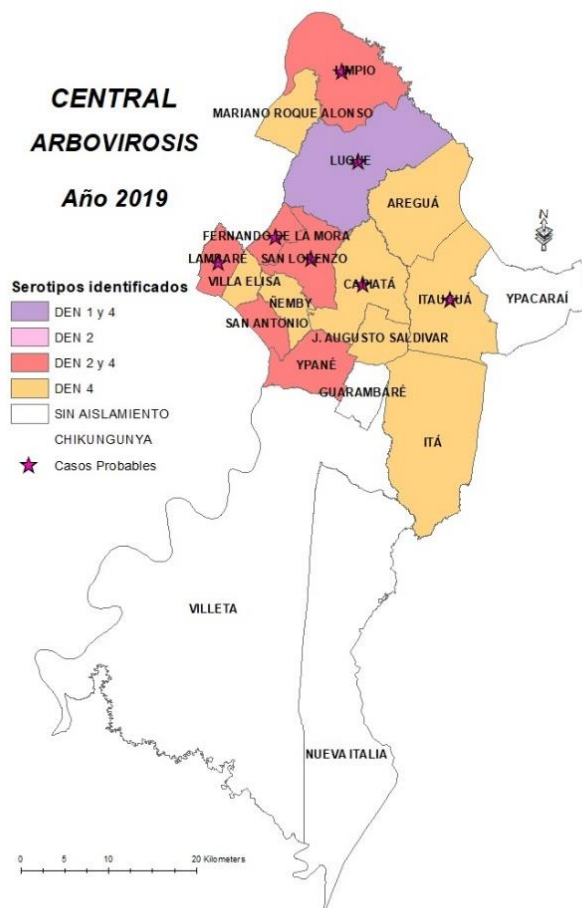 CENTRAL
ARBOVIROSIS
Año 2019
LIMPIO
MARIANO ROQUE ALONSO
LUQUE
AREGUÁ
N
FERNANDO DE LA MORA
LAMBARÉ
SAN LORENZO
VILLA ELISA
CAPIATÁ
ITAUGUÁ
YPACARAÍ
ÑEMBY
SAN ANTONIO
J. AUGUSTO SALDIVAR
YPANÉ
GUARAMBARÉ
ITÁ
VILLETA
NUEVA ITALIA
Serotipos identificados
DEN 1 y 4
DEN 2
DEN 2 y 4
DEN 4
SIN AISLAMIENTO
CHIKUNGUNYA
Casos Probables
0 5 10 20 Kilometers